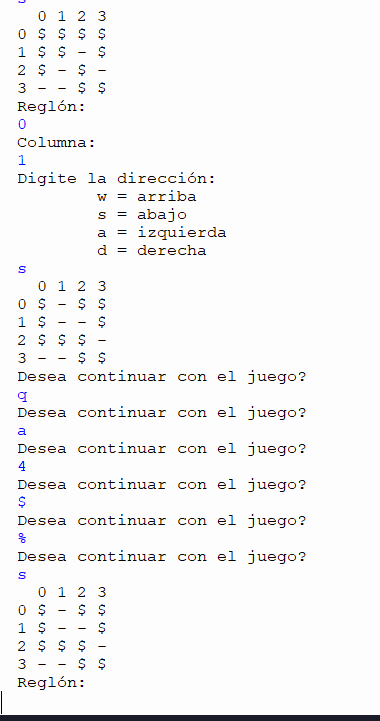 s
0 1 2 3
0 $ $ $ $
1 $ $ – $
2 $ – $ –
3 – – $ $
Reglón:
0
Columna:
1
Digite la dirección:
w = arriba
s = abajo
a = izquierda
d = derecha
s
0 1 2 3
0 $ – $ $
1 $ – – $
2 $ $ $ –
3 – – $ $
Desea continuar con el juego?
q
Desea continuar con el juego?
a
Desea continuar con el juego?
4
Desea continuar con el juego?
$
Desea continuar con el juego?
%
Desea continuar con el juego?
s
0 1 2 3
0 $ – $ $
1 $ – – $
2 $ $ $ –
3 – – $ $
Reglón: